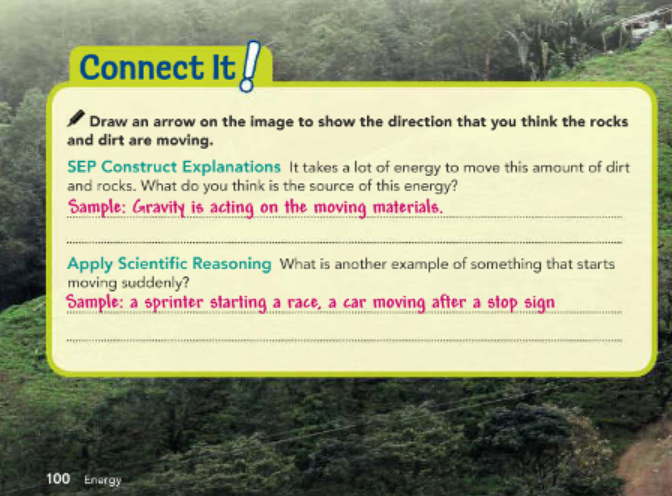 Connect It!
Draw an arrow on the image to show the direction that you think the rocks
and dirt are moving.
SEP Construct Explanations It takes a lot of energy to move this amount of dirt
and rocks. What do you think is the source of this energy?
Sample: Gravity is acting on the moving materials.
Apply Scientific Reasoning What is another example of something that starts
moving suddenly?
Sample: a sprinter starting a race, a car moving after a stop sign
100 Energy